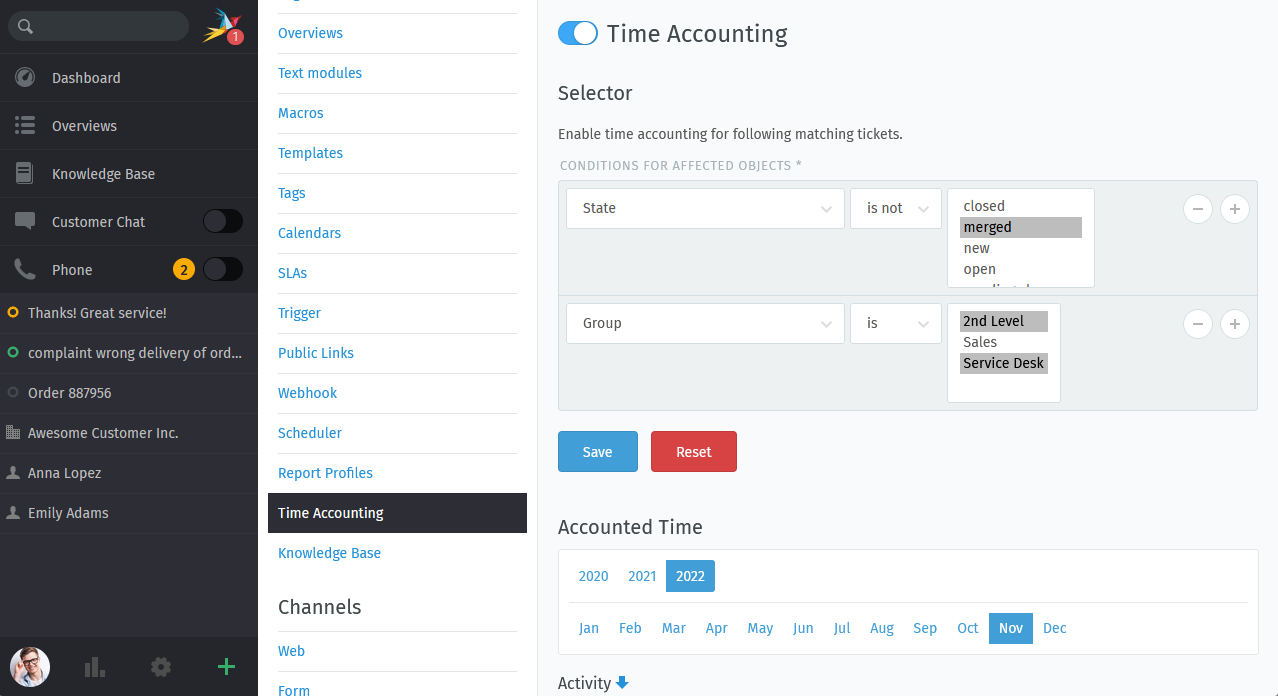 1
Dashboard
Overviews
Knowledge Base
Customer Chat
Phone 2
Thanks! Great service!
complaint wrong delivery of ord...
Order 887956
Awesome Customer Inc.
Anna Lopez
Emily Adams
Overviews
Text modules
Macros
Templates
Tags
Calendars
SLAs
Trigger
Public Links
Webhook
Scheduler
Report Profiles
Time Accounting
Knowledge Base
Channels
Web
Form
Time Accounting
Selector
Enable time accounting for following matching tickets.
CONDITIONS FOR AFFECTED OBJECTS *
State is not
closed
merged
new
open
Group is
2nd Level
Sales
Service Desk
Save Reset
Accounted Time
2020 2021 2022
Jan Feb Mar Apr May Jun Jul Aug Sep Oct Nov Dec
Activity